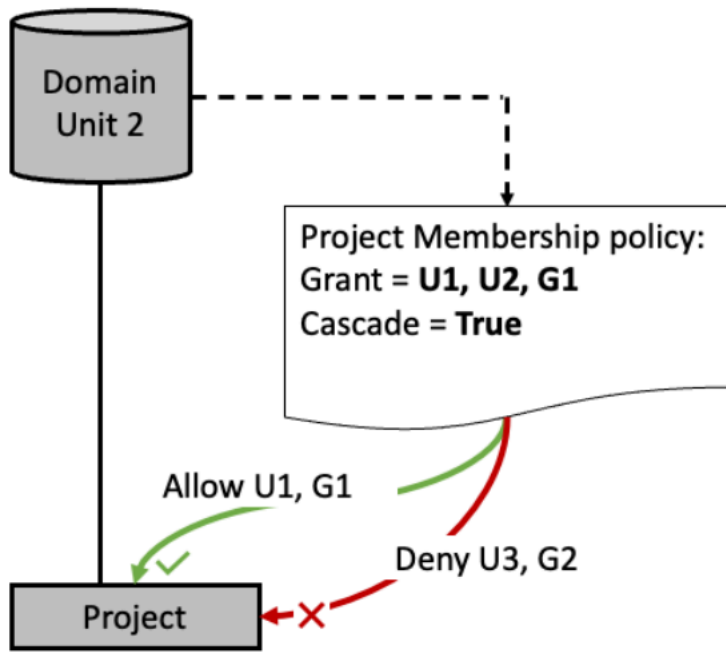 Domain
Unit 2
Project Membership policy:
Grant = U1, U2, G1
Cascade = True
Allow U1, G1
Deny U3, G2
Project